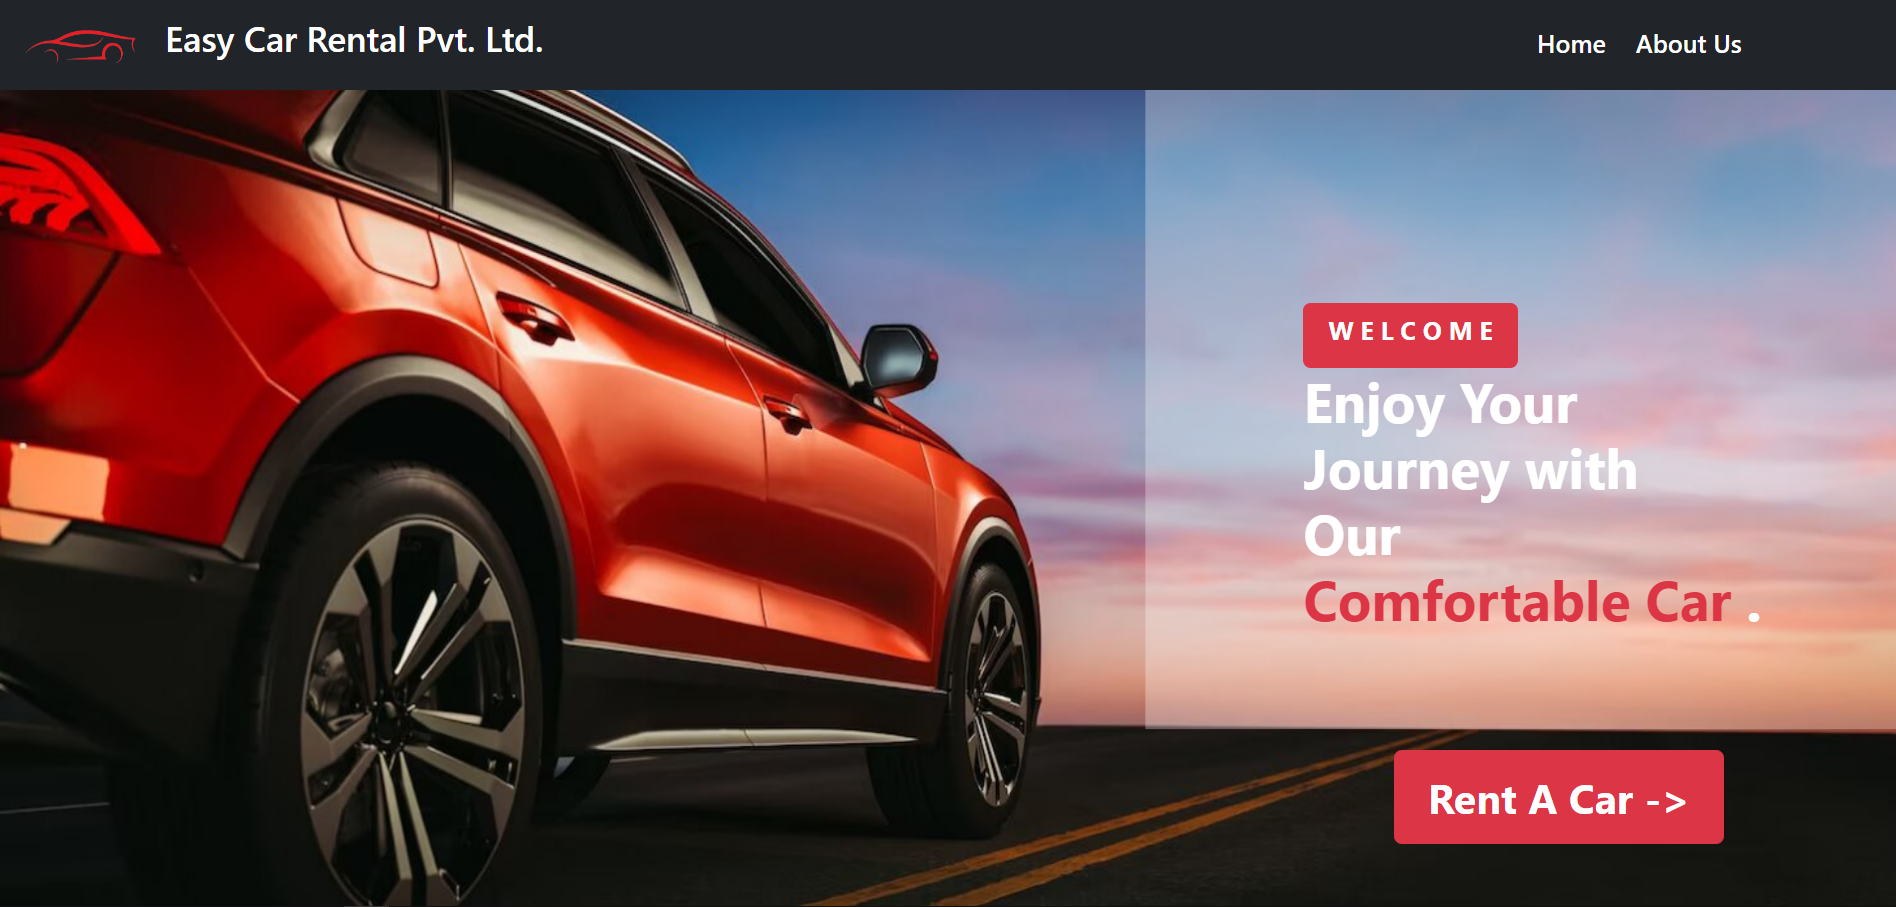 Easy Car Rental Pvt. Ltd.
Home About Us
WELCOME
Enjoy Your
Journey with
Our
Comfortable Car .
Rent A Car ->